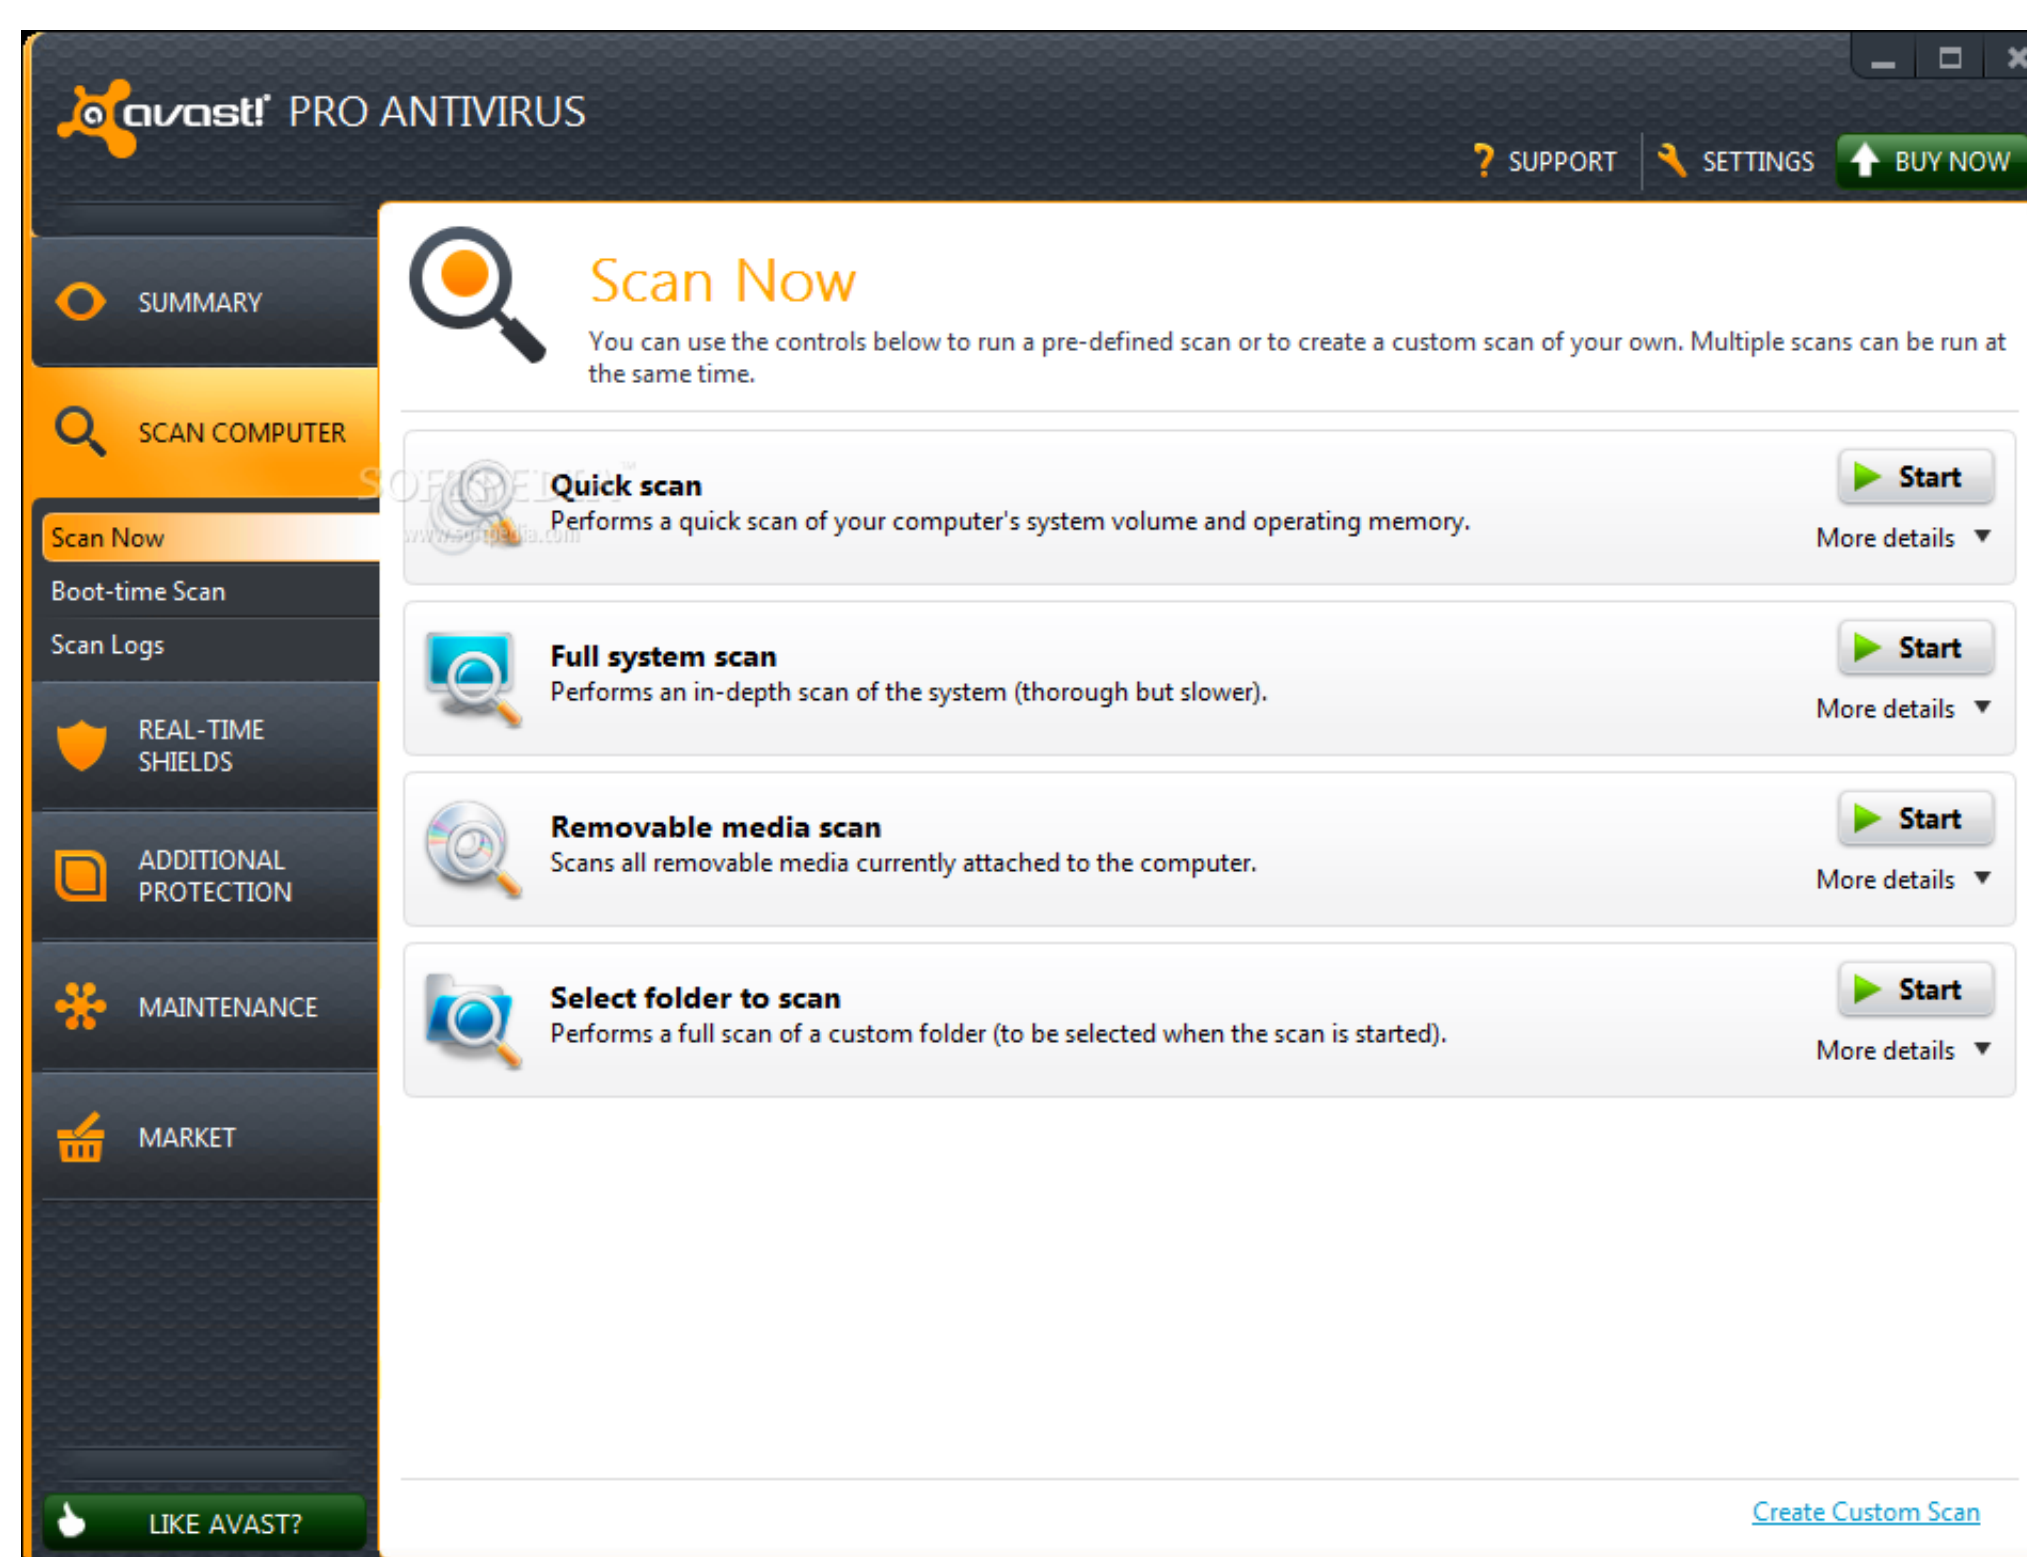 avast! PRO ANTIVIRUS
? SUPPORT SETTINGS BUY NOW
SUMMARY
SCAN COMPUTER
Scan Now
Boot-time Scan
Scan Logs
REAL-TIME
SHIELDS
ADDITIONAL
PROTECTION
MAINTENANCE
MARKET
LIKE AVAST?
Scan Now
You can use the controls below to run a pre-defined scan or to create a custom scan of your own. Multiple scans can be run at
the same time.
SOFTPEDIA™
www.softpedia.com
Quick scan
Performs a quick scan of your computer's system volume and operating memory.
Start
More details
Full system scan
Performs an in-depth scan of the system (thorough but slower).
Start
More details
Removable media scan
Scans all removable media currently attached to the computer.
Start
More details
Select folder to scan
Performs a full scan of a custom folder (to be selected when the scan is started).
Start
More details
Create Custom Scan